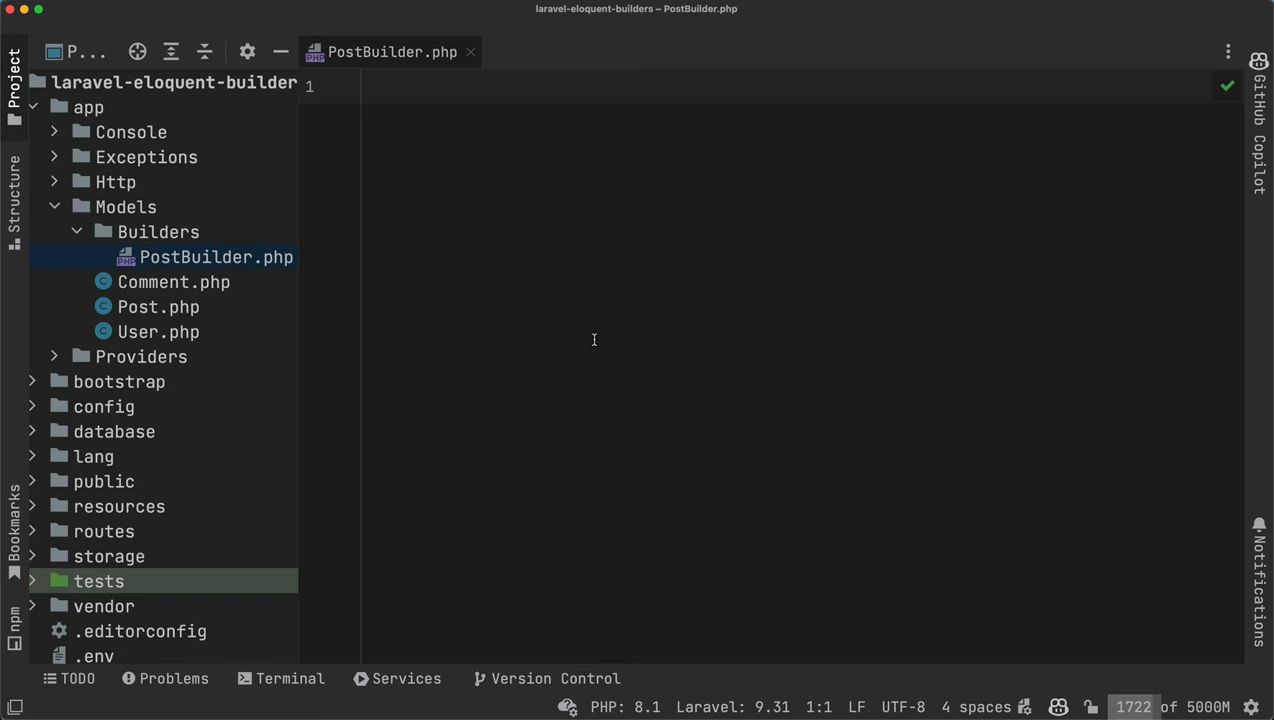 laravel-eloquent-builders – PostBuilder.php
P...
PostBuilder.php
Project
Structure
Bookmarks
npm
laravel-eloquent-builder
app
Console
Exceptions
Http
Models
Builders
PostBuilder.php
Comment.php
Post.php
User.php
Providers
bootstrap
config
database
lang
public
resources
routes
storage
tests
vendor
.editorconfig
.env
1
GitHub Copilot
Notifications
TODO
Problems
Terminal
Services
Version Control
PHP: 8.1
Laravel: 9.31
1:1
LF
UTF-8
4 spaces
1722 of 5000M